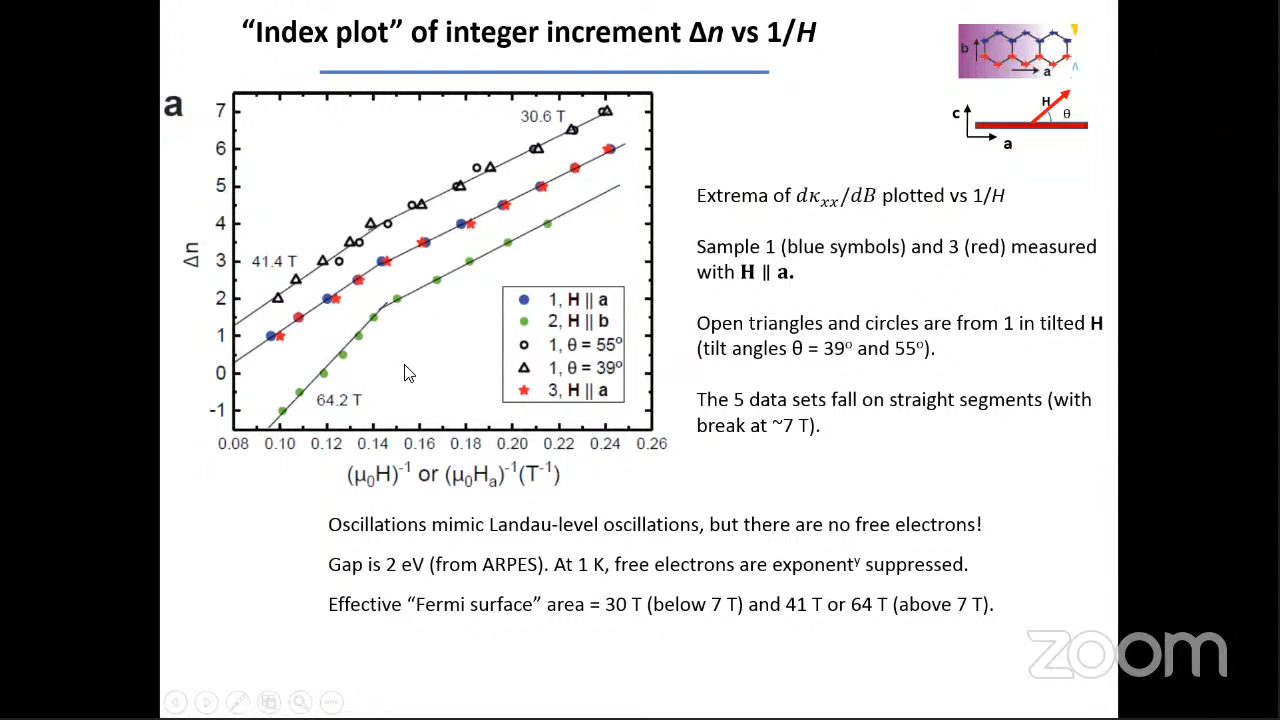 “Index plot” of integer increment Δn vs 1/H
b
a
H
θ
c
a
a
7
6
5
4
3
2
1
0
-1
Δn
30.6 T
41.4 T
64.2 T
1, H || a
2, H || b
1, θ = 55º
1, θ = 39º
3, H || a
0.08 0.10 0.12 0.14 0.16 0.18 0.20 0.22 0.24 0.26
(μ₀H)⁻¹ or (μ₀Hₐ)⁻¹(T⁻¹)
Extrema of dκₓₓ/dB plotted vs 1/H
Sample 1 (blue symbols) and 3 (red) measured
with H ∥ a.
Open triangles and circles are from 1 in tilted H
(tilt angles θ = 39º and 55º).
The 5 data sets fall on straight segments (with
break at ~7 T).
Oscillations mimic Landau-level oscillations, but there are no free electrons!
Gap is 2 eV (from ARPES). At 1 K, free electrons are exponentʸ suppressed.
Effective “Fermi surface” area = 30 T (below 7 T) and 41 T or 64 T (above 7 T).
zoom